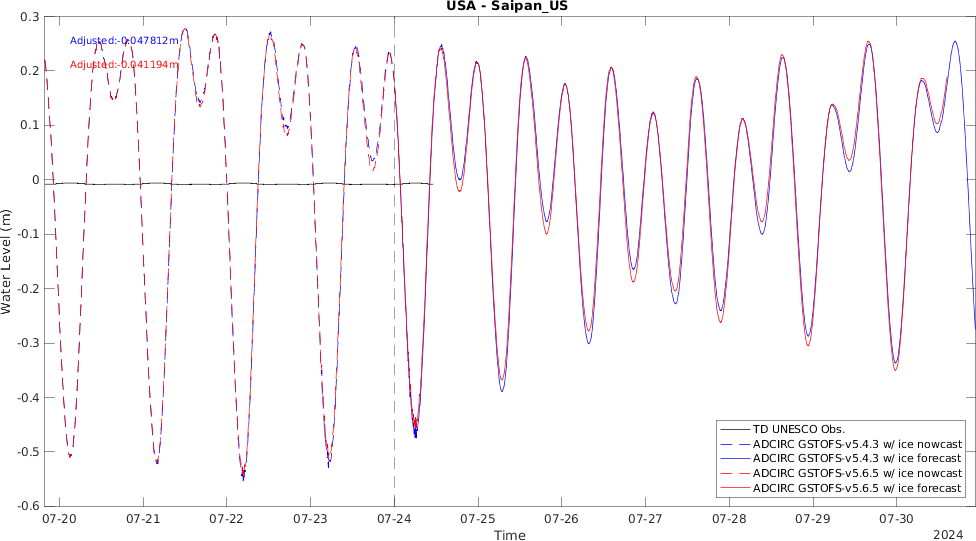 USA - Saipan_US
Adjusted:-0.047812m
Adjusted:-0.041194m
Water Level (m)
0.3
0.2
0.1
0
-0.1
-0.2
-0.3
-0.4
-0.5
-0.6
TD UNESCO Obs.
ADCIRC GSTOFS-v5.4.3 w/ ice nowcast
ADCIRC GSTOFS-v5.4.3 w/ ice forecast
ADCIRC GSTOFS-v5.6.5 w/ ice nowcast
ADCIRC GSTOFS-v5.6.5 w/ ice forecast
07-20 07-21 07-22 07-23 07-24 07-25 07-26 07-27 07-28 07-29 07-30
Time
2024